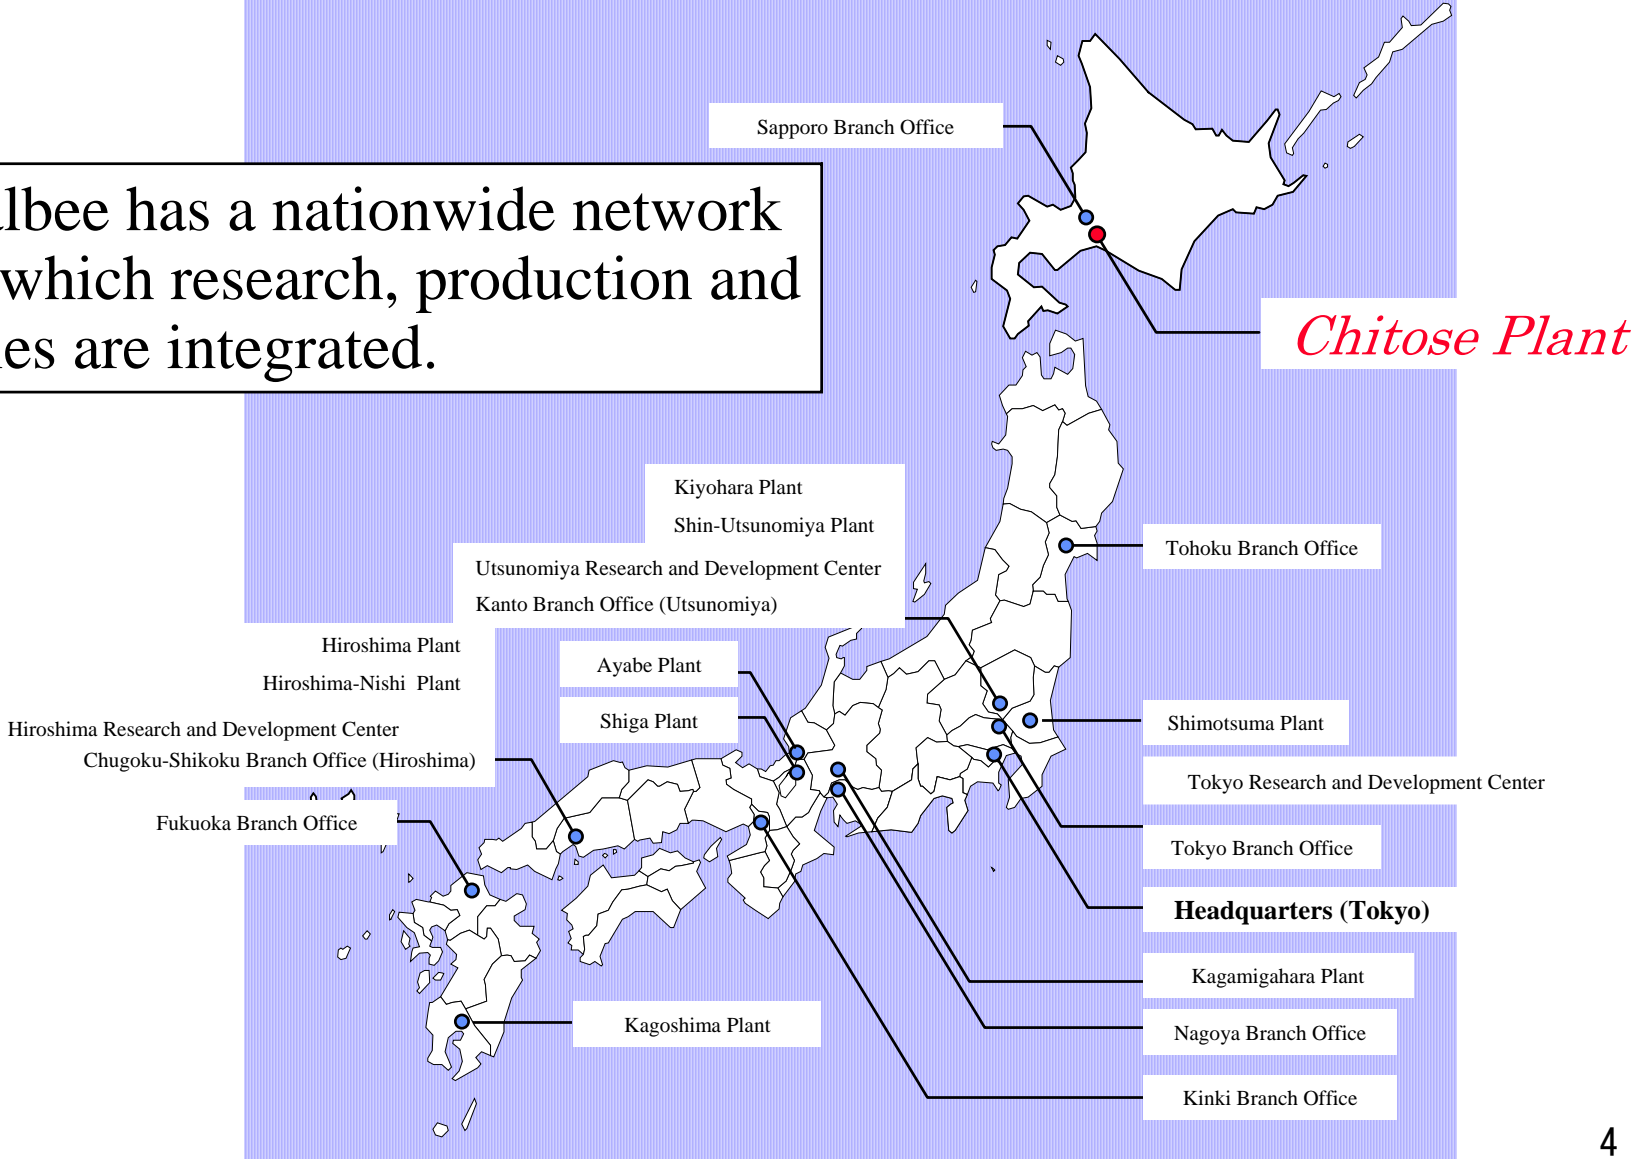 Sapporo Branch Office
lbee has a nationwide network
which research, production and
es are integrated.
Chitose Plant
Kiyohara Plant
Shin-Utsunomiya Plant
Utsunomiya Research and Development Center
Kanto Branch Office (Utsunomiya)
Tohoku Branch Office
Hiroshima Plant
Hiroshima-Nishi Plant
Hiroshima Research and Development Center
Chugoku-Shikoku Branch Office (Hiroshima)
Ayabe Plant
Shiga Plant
Shimotsuma Plant
Tokyo Research and Development Center
Fukuoka Branch Office
Tokyo Branch Office
Headquarters (Tokyo)
Kagamigahara Plant
Kagoshima Plant
Nagoya Branch Office
Kinki Branch Office
4